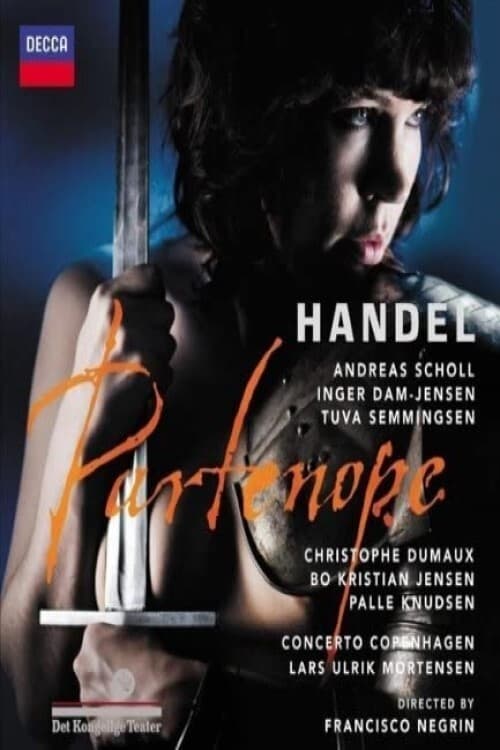 DECCA
HANDEL
ANDREAS SCHOLL
INGER DAM-JENSEN
TUVA SEMMINGSEN
Partenope
CHRISTOPHE DUMAUX
BO KRISTIAN JENSEN
PALLE KNUDSEN
CONCERTO COPENHAGEN
LARS ULRIK MORTENSEN
DIRECTED BY
FRANCISCO NEGRIN
Det Kongelige Teater